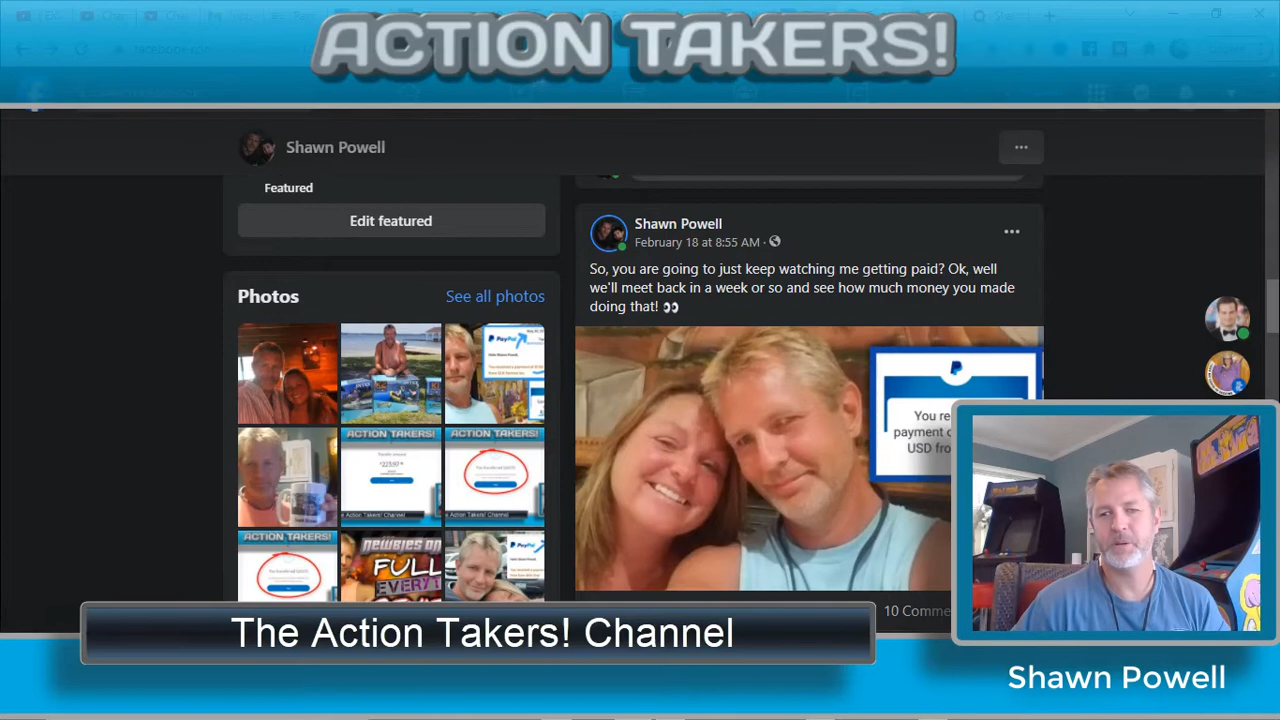 ACTION TAKERS!
Shawn Powell
Featured
Edit featured
Photos
See all photos
Shawn Powell
February 18 at 8:55 AM
So, you are going to just keep watching me getting paid? Ok, well
we'll meet back in a week or so and see how much money you made
doing that!
PayPal
ACTION TAKERS!
ACTION TAKERS!
ACTION TAKERS!
NEWBIES
FULL
PayPal
You re
payment
USD fro
10 Comme
The Action Takers! Channel
Shawn Powell